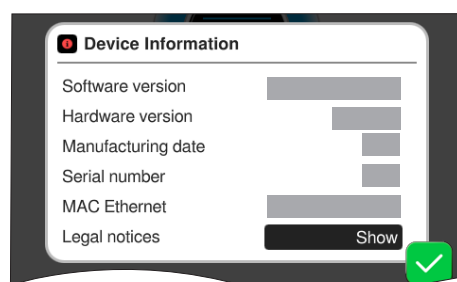 Device Information
Software version
Hardware version
Manufacturing date
Serial number
MAC Ethernet
Legal notices Show